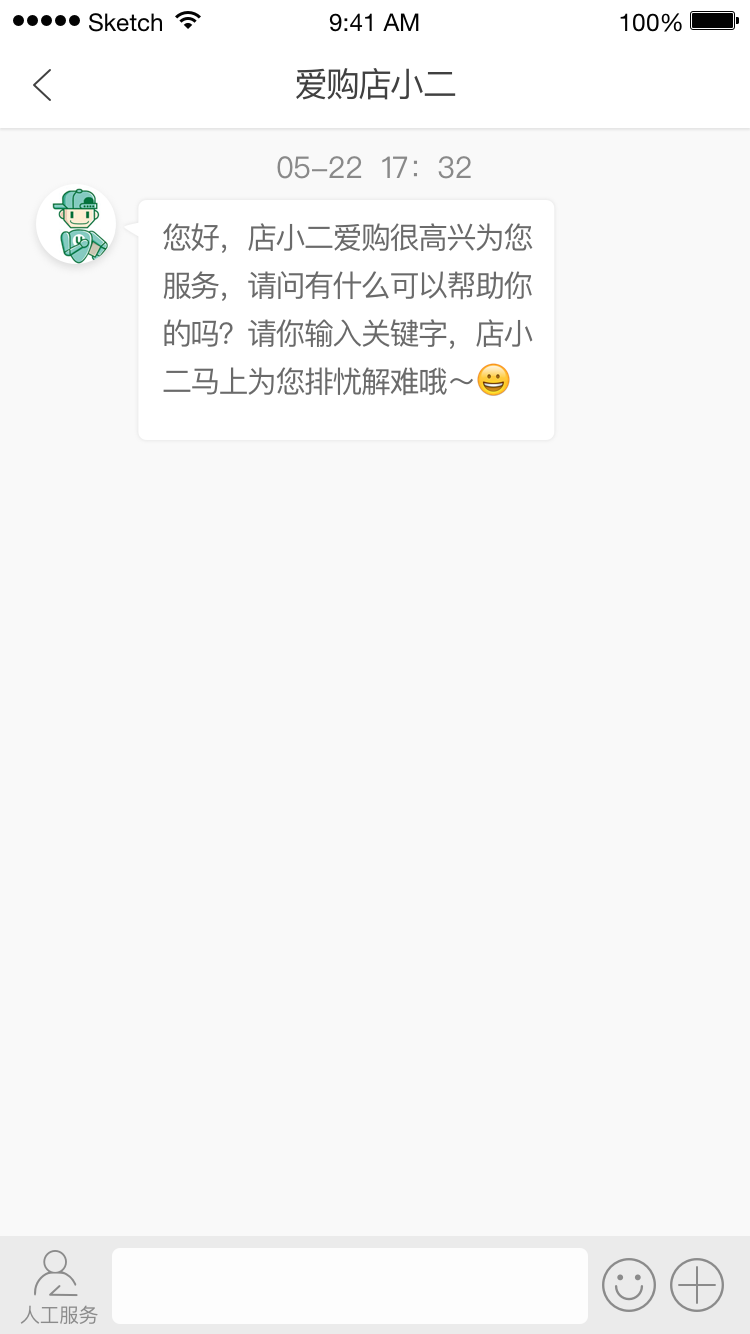 ●●●●● Sketch 9:41 AM 100%
爱购店小二
05-22 17：32
您好，店小二爱购很高兴为您
服务，请问有什么可以帮助你
的吗？请你输入关键字，店小
二马上为您排忧解难哦～😀
人工服务